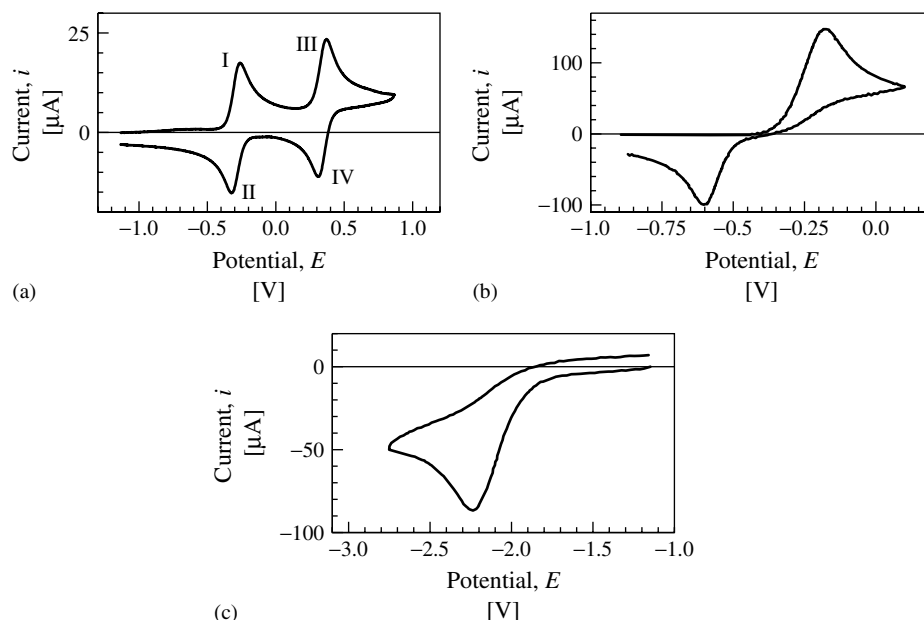 25
I
III
0
II
IV
Current, i
[µA]
−1.0 −0.5 0.0 0.5 1.0
Potential, E
[V]
(a)
100
0
−100
Current, i
[µA]
−1.0 −0.75 −0.5 −0.25 0.0
Potential, E
[V]
(b)
0
−50
−100
Current, i
[µA]
−3.0 −2.5 −2.0 −1.5 −1.0
Potential, E
[V]
(c)